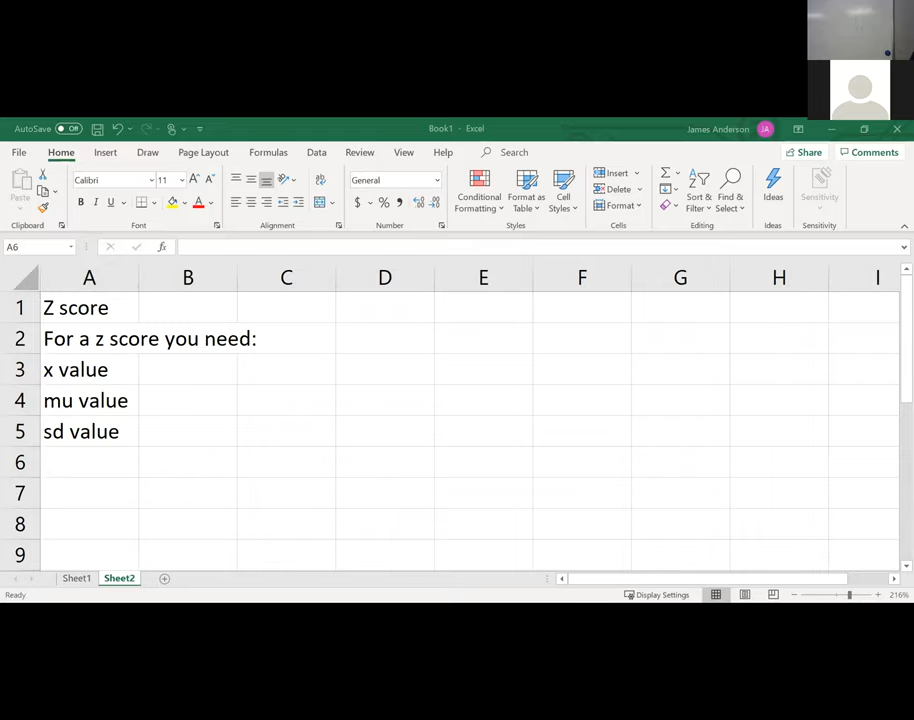 AutoSave Off
Book1 - Excel
James Anderson JA
File Home Insert Draw Page Layout Formulas Data Review View Help Search Share Comments
Paste
Clipboard
Calibri 11
B I U
Font
ab
Alignment
General
$ % ,
Number
Conditional Formatting
Format as Table
Cell Styles
Styles
Insert
Delete
Format
Cells
Sort & Filter
Find & Select
Editing
Ideas
Ideas
Sensitivity
Sensitivity
A6 fx
A B C D E F G H I
1 Z score
2 For a z score you need:
3 x value
4 mu value
5 sd value
6
7
8
9
Sheet1 Sheet2
Ready Display Settings 216%